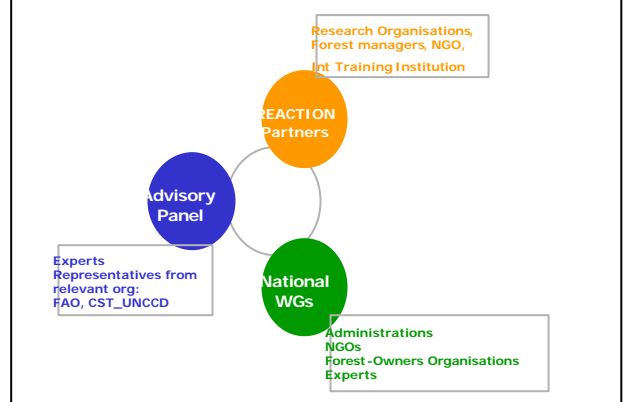 Research Organisations,
Forest managers, NGO,
Int Training Institution
REACTION
Partners
Advisory
Panel
Experts
Representatives from
relevant org:
FAO, CST_UNCCD
National
WGs
Administrations
NGOs
Forest-Owners Organisations
Experts